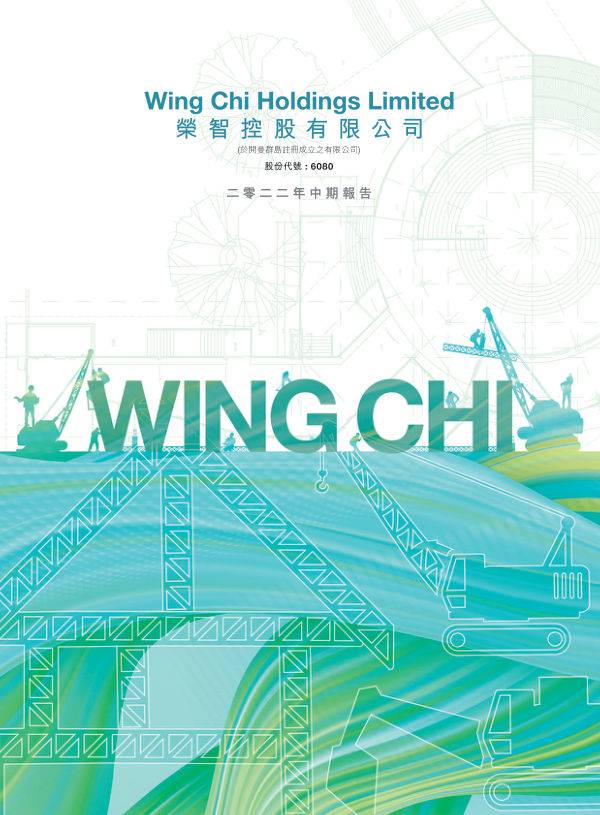 Wing Chi Holdings Limited
榮智控股有限公司
(於開曼群島註冊成立之有限公司)
股份代號 : 6080
二零二二年中期報告
WING CHI